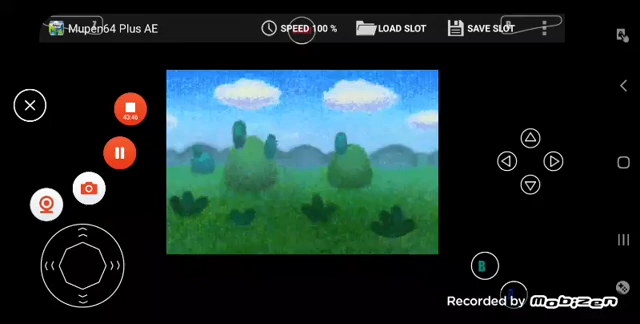 Mupen64 Plus AE
SPEED 100 %
LOAD SLOT
SAVE SLOT
43:46
B
Recorded by Mobizen